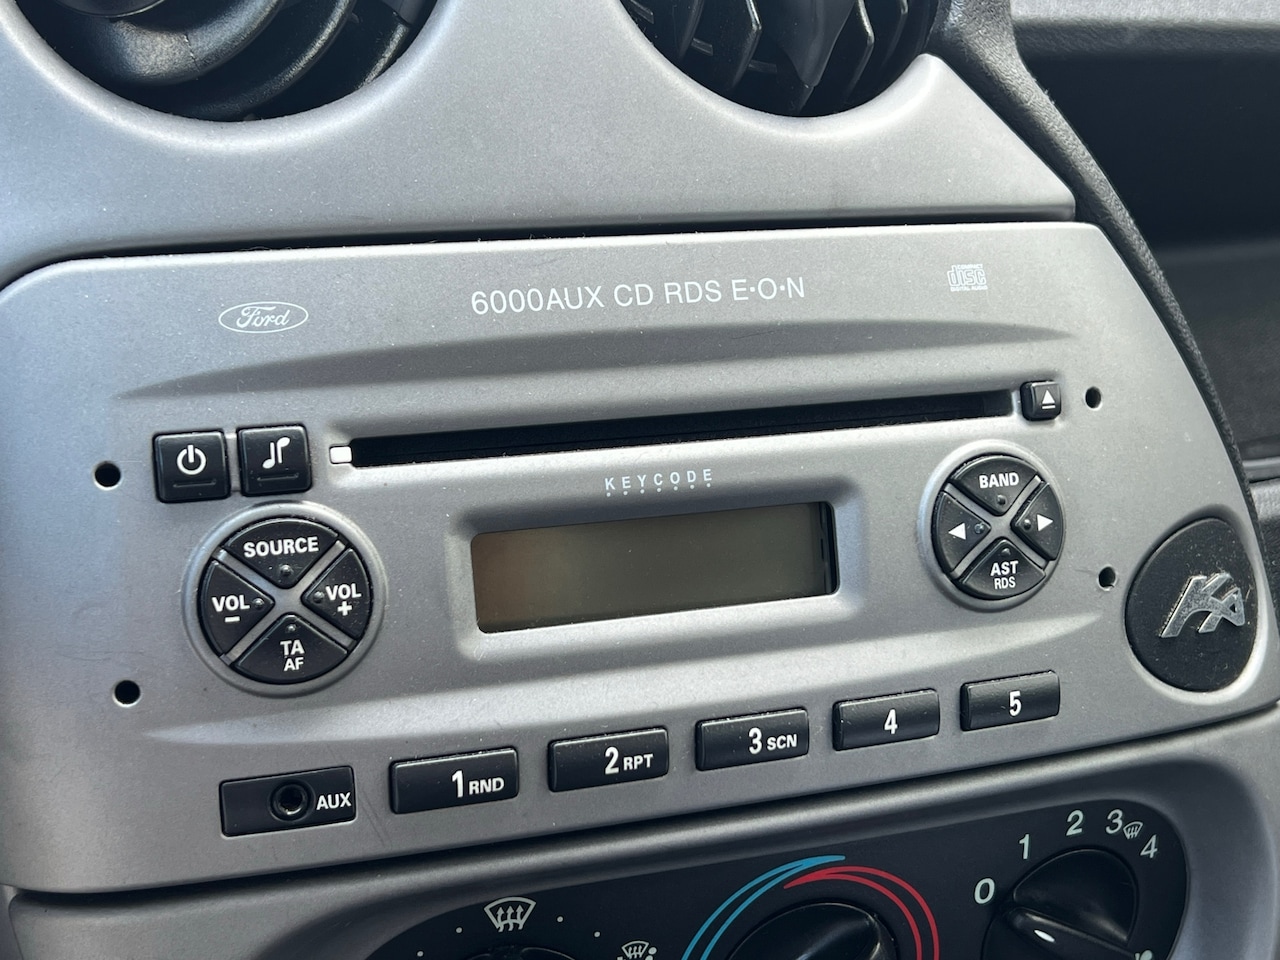 Ford
6000AUX CD RDS E·O·N
COMPACT
disc
DIGITAL AUDIO
KEYCODE
SOURCE
VOL
–
VOL
+
TA
AF
BAND
AST
RDS
AUX
1 RND
2 RPT
3 SCN
4
5
0
1
2
3
4